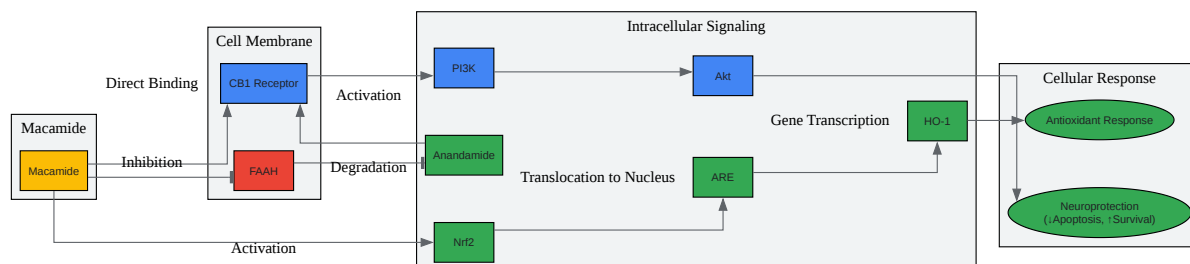 Intracellular Signaling
Cell Membrane
PI3K
Akt
Cellular Response
Direct Binding
CB1 Receptor
Activation
Macamide
Gene Transcription
HO-1
Antioxidant Response
Macamide
Inhibition
FAAH
Degradation
Anandamide
Translocation to Nucleus
ARE
Neuroprotection
(↓Apoptosis, ↑Survival)
Activation
Nrf2